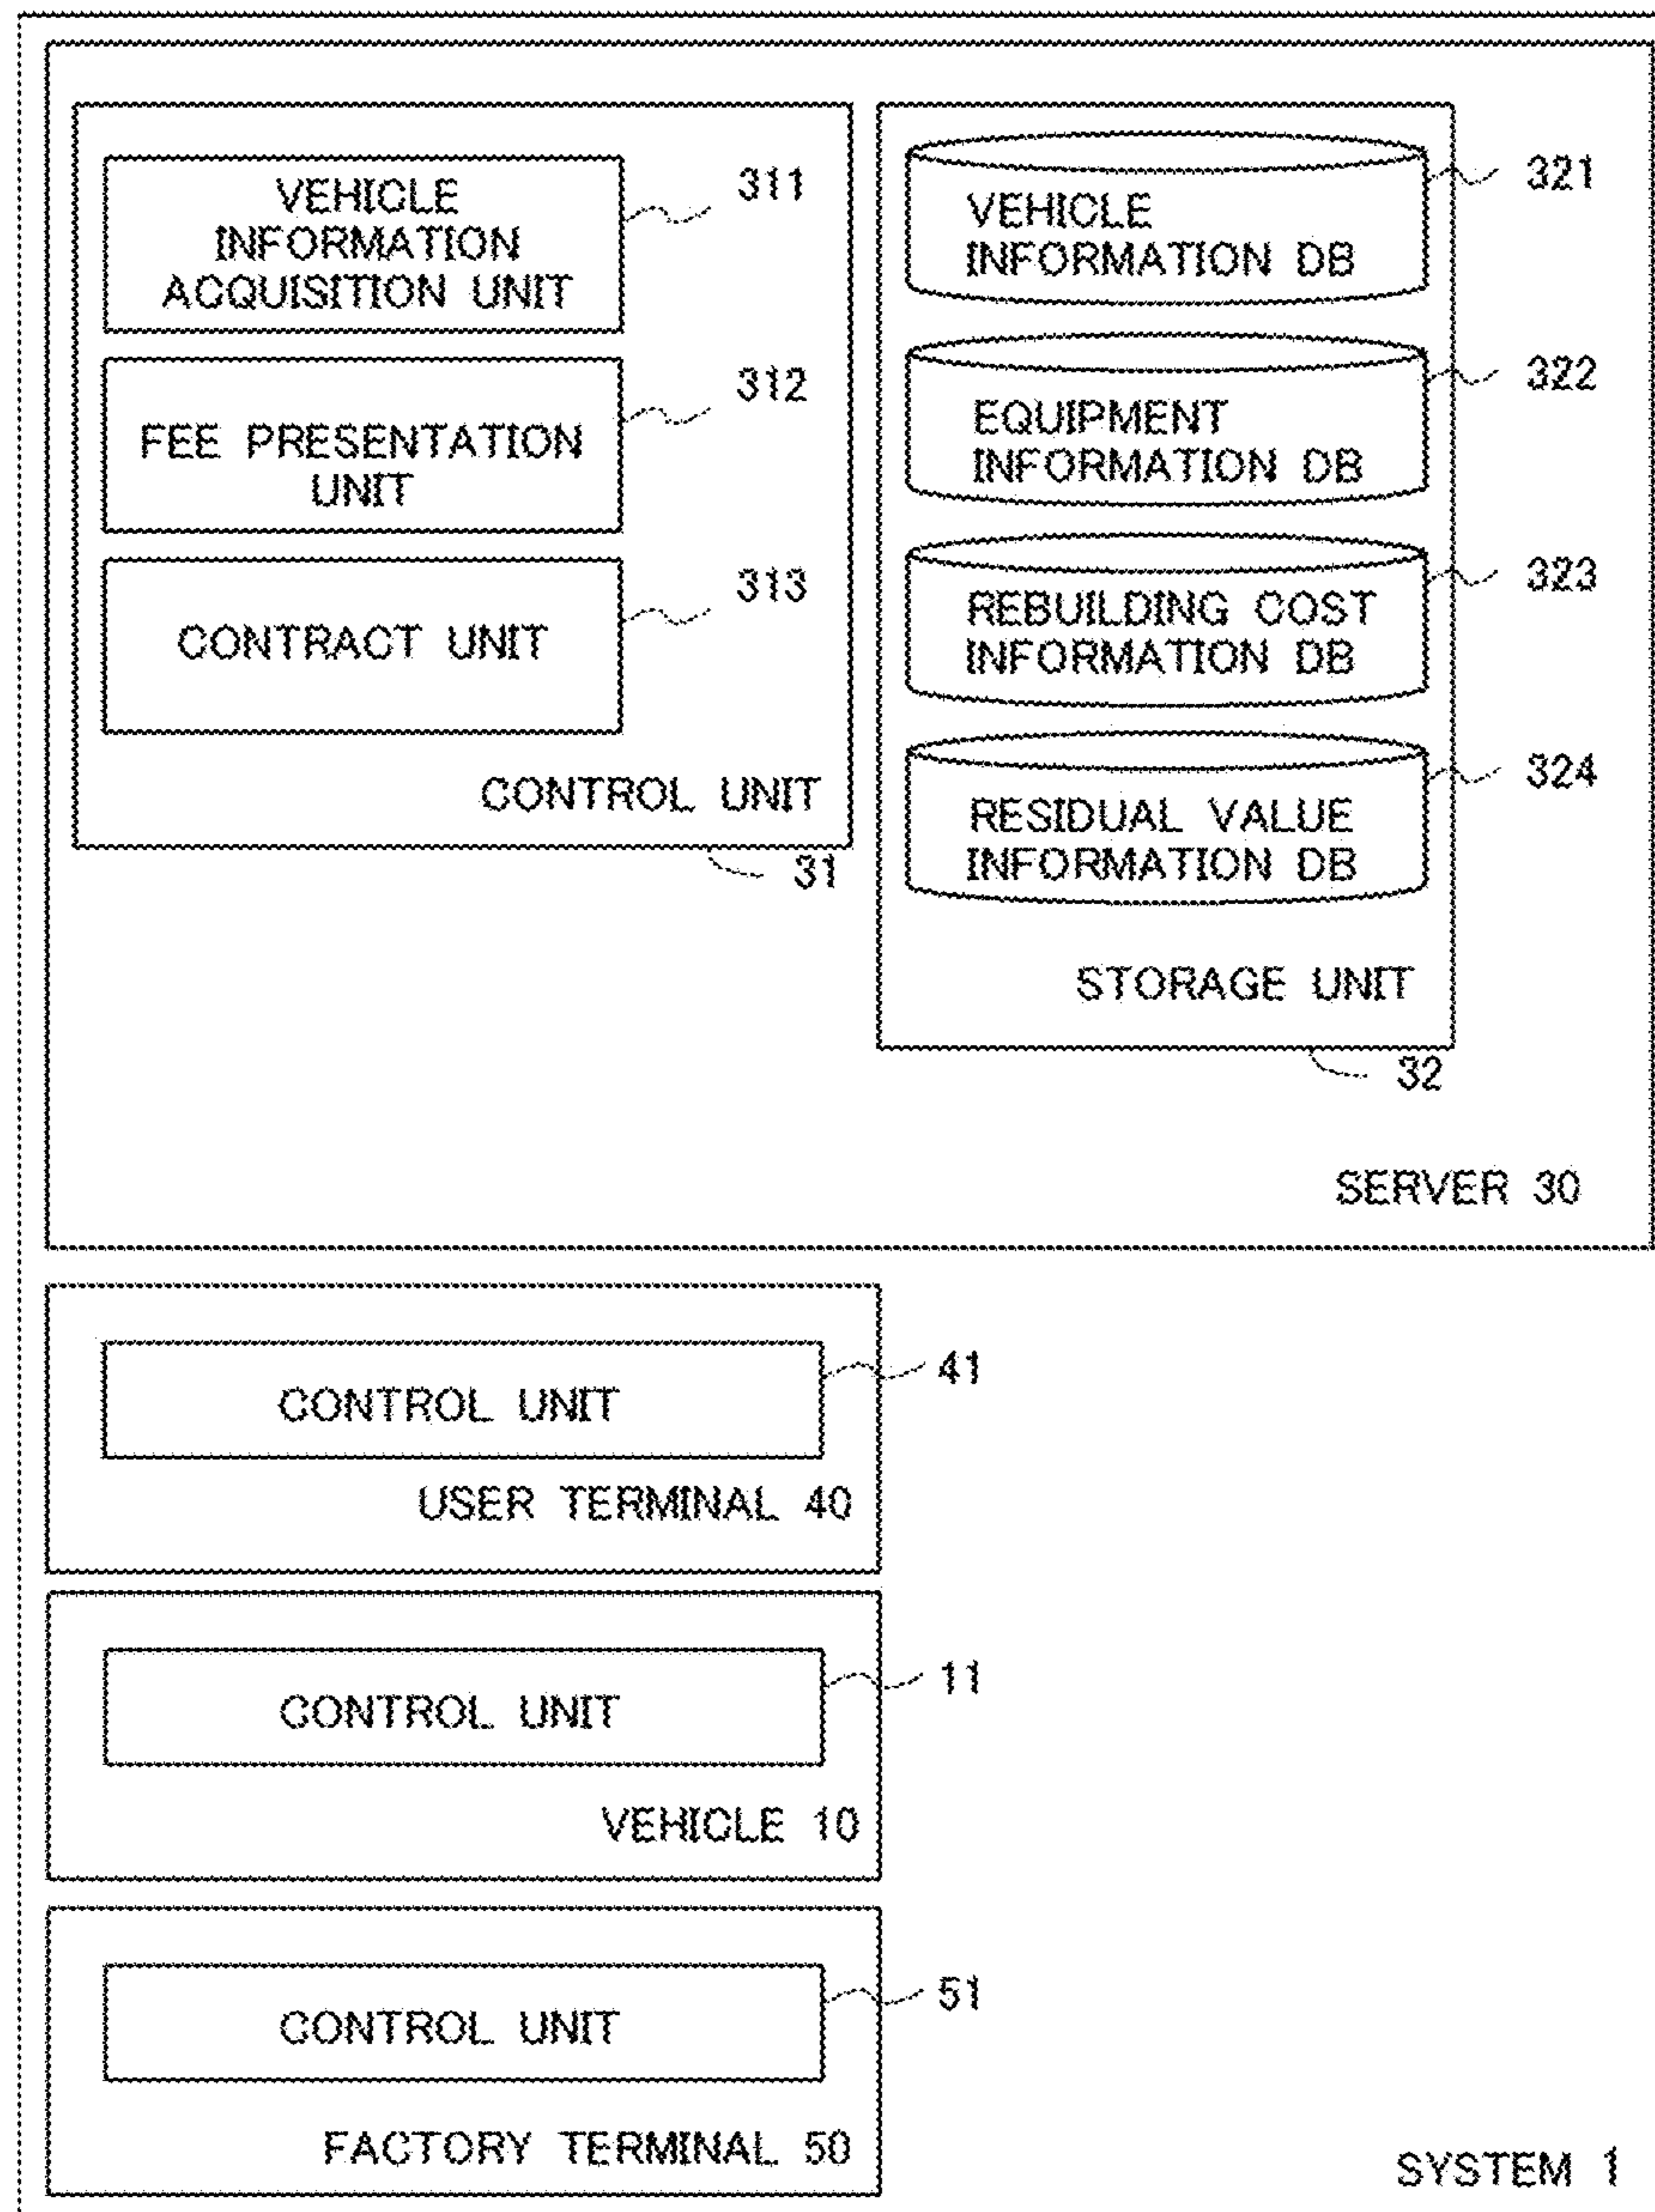 VEHICLE
INFORMATION
ACQUISITION UNIT
311
FEE PRESENTATION
UNIT
312
CONTRACT UNIT
313
CONTROL UNIT
31
VEHICLE
INFORMATION DB
321
EQUIPMENT
INFORMATION DB
322
REBUILDING COST
INFORMATION DB
323
RESIDUAL VALUE
INFORMATION DB
324
STORAGE UNIT
32
SERVER 30
CONTROL UNIT
41
USER TERMINAL 40
CONTROL UNIT
11
VEHICLE 10
CONTROL UNIT
51
FACTORY TERMINAL 50
SYSTEM 1